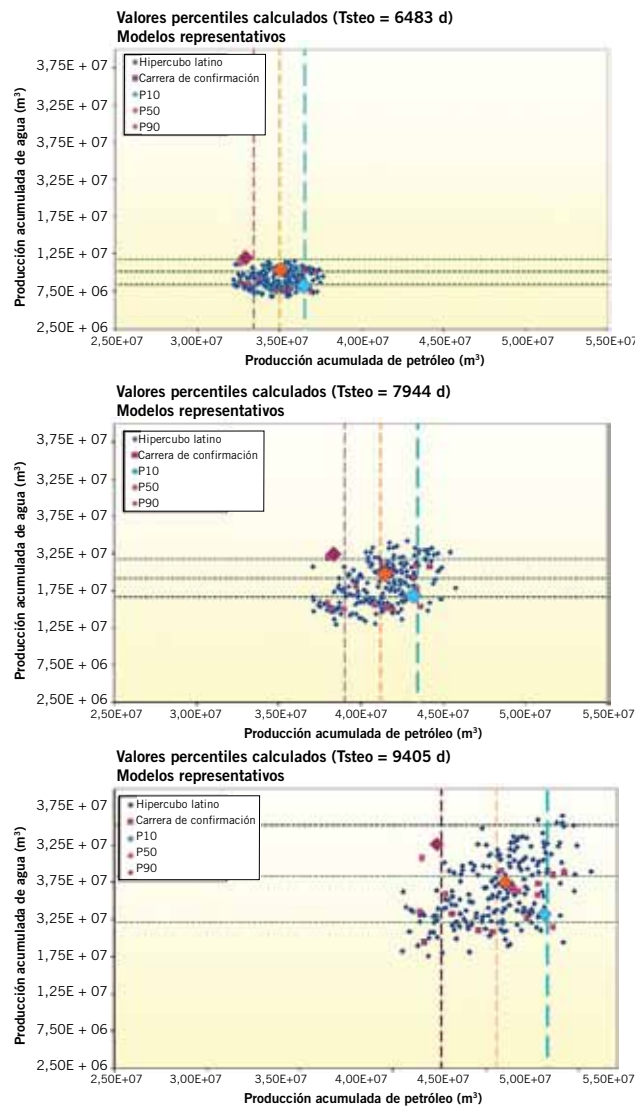 Valores percentiles calculados (Tsteo = 6483 d)
Modelos representativos
Hipercubo latino
Carrera de confirmación
P10
P50
P90
Producción acumulada de agua (m³)
3,75E + 07
3,25E + 07
3,75E + 07
3,25E + 07
1,75E + 07
1,25E + 07
7,50E + 06
2,50E + 06
2,50E+07
3,00E+07
3,50E+07
4,00E+07
4,50E+07
5,00E+07
5,50E+07
Producción acumulada de petróleo (m³)
Valores percentiles calculados (Tsteo = 7944 d)
Modelos representativos
Hipercubo latino
Carrera de confirmación
P10
P50
P90
Producción acumulada de agua (m³)
3,75E + 07
3,25E + 07
3,75E + 07
3,25E + 07
1,75E + 07
1,25E + 07
7,50E + 06
2,50E + 06
2,50E+07
3,00E+07
3,50E+07
4,00E+07
4,50E+07
5,00E+07
5,50E+07
Producción acumulada de petróleo (m³)
Valores percentiles calculados (Tsteo = 9405 d)
Modelos representativos
Hipercubo latino
Carrera de confirmación
P10
P50
P90
Producción acumulada de agua (m³)
3,75E + 07
3,25E + 07
3,75E + 07
3,25E + 07
1,75E + 07
1,25E + 07
7,50E + 06
2,50E + 06
2,50E+07
3,00E+07
3,50E+07
4,00E+07
4,50E+07
5,00E+07
5,50E+07
Producción acumulada de petróleo (m³)